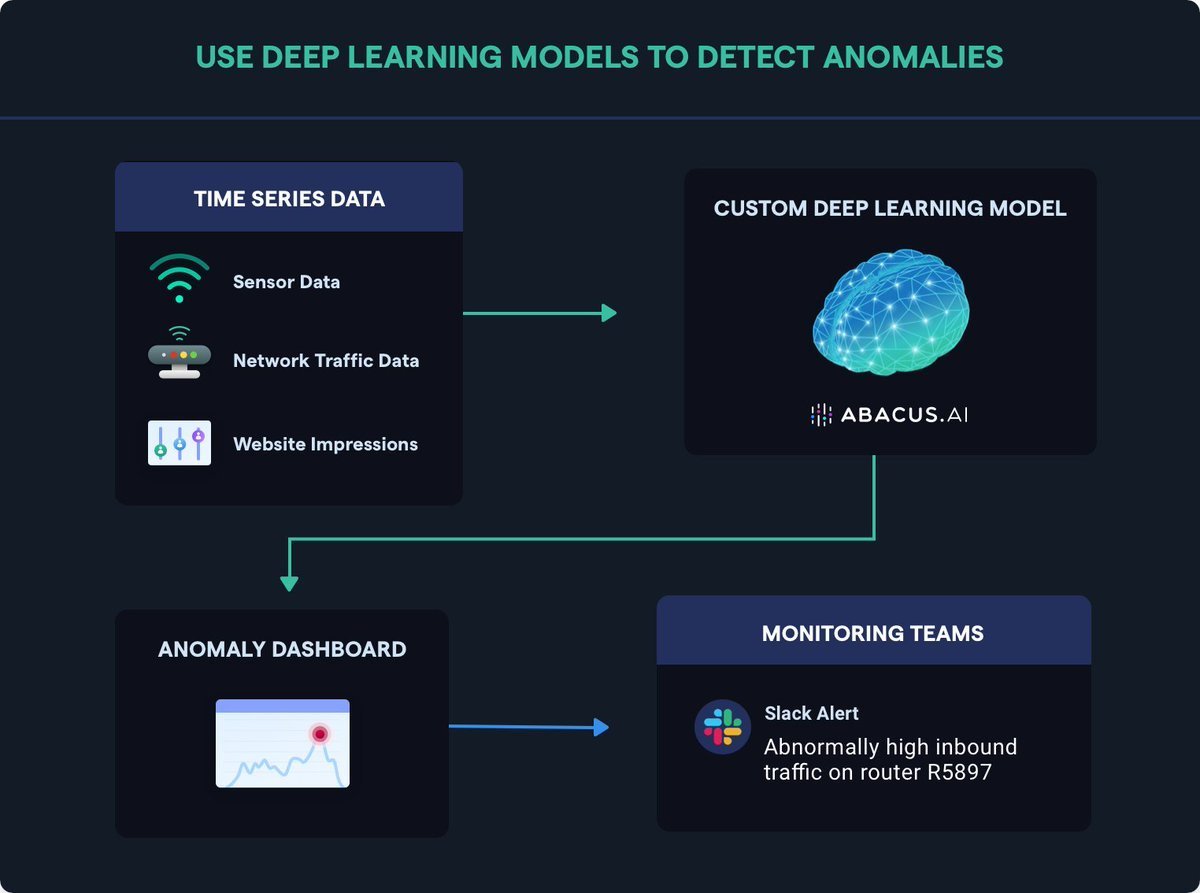 USE DEEP LEARNING MODELS TO DETECT ANOMALIES
TIME SERIES DATA
Sensor Data
Network Traffic Data
Website Impressions
CUSTOM DEEP LEARNING MODEL
ABACUS.AI
ANOMALY DASHBOARD
MONITORING TEAMS
Slack Alert
Abnormally high inbound
traffic on router R5897